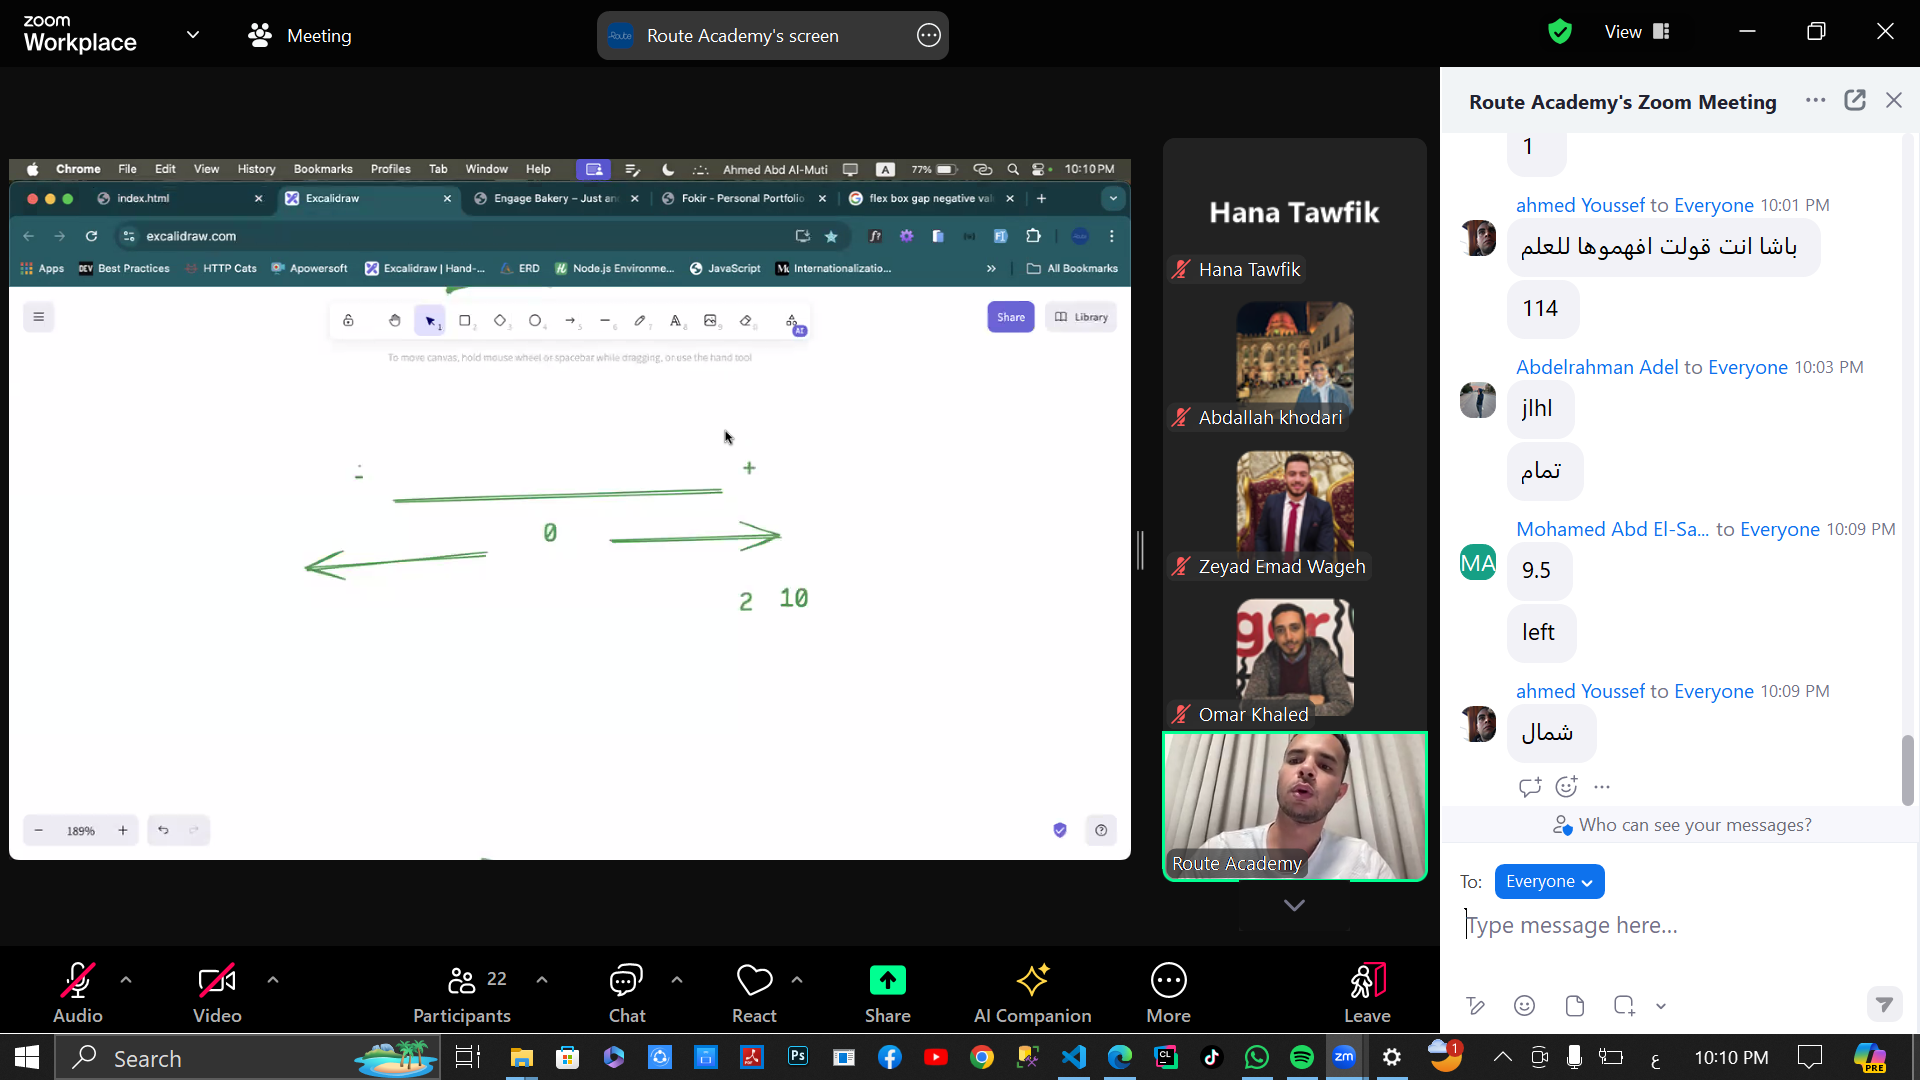 zoom
Workplace
Meeting
Route Academy's screen
View
Chrome File Edit View History Bookmarks Profiles Tab Window Help
Ahmed Abd Al-Muti A 77% 10:10 PM
index.html
Excalidraw
Engage Bakery – Just an
Fokir - Personal Portfolio
flex box gap negative val
excalidraw.com
Apps
Best Practices
HTTP Cats
Apowersoft
Excalidraw | Hand-...
ERD
Node.js Environme...
JavaScript
Internationalizatio...
All Bookmarks
Share
Library
To move canvas, hold mouse wheel or spacebar while dragging, or use the hand tool
- +
0
2 10
189%
Hana Tawfik
Hana Tawfik
Abdallah khodari
Zeyad Emad Wageh
Omar Khaled
Route Academy
Route Academy's Zoom Meeting
1
ahmed Youssef to Everyone 10:01 PM
باشا انت قولت افهموها للعلم
114
Abdelrahman Adel to Everyone 10:03 PM
jlhl
تمام
Mohamed Abd El-Sa... to Everyone 10:09 PM
MA
9.5
left
ahmed Youssef to Everyone 10:09 PM
شمال
Who can see your messages?
To: Everyone
Type message here...
Audio
Video
Participants 22
Chat
React
Share
AI Companion
More
Leave
Search
Ps
CL
zm
1
ع
10:10 PM
PRE